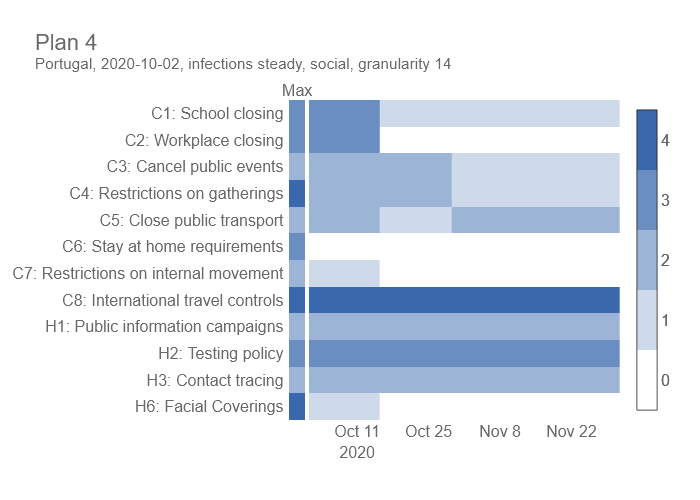 Plan 4
Portugal, 2020-10-02, infections steady, social, granularity 14
Max
C1: School closing
C2: Workplace closing
C3: Cancel public events
C4: Restrictions on gatherings
C5: Close public transport
C6: Stay at home requirements
C7: Restrictions on internal movement
C8: International travel controls
H1: Public information campaigns
H2: Testing policy
H3: Contact tracing
H6: Facial Coverings
Oct 11 Oct 25 Nov 8 Nov 22
2020
4
3
2
1
0